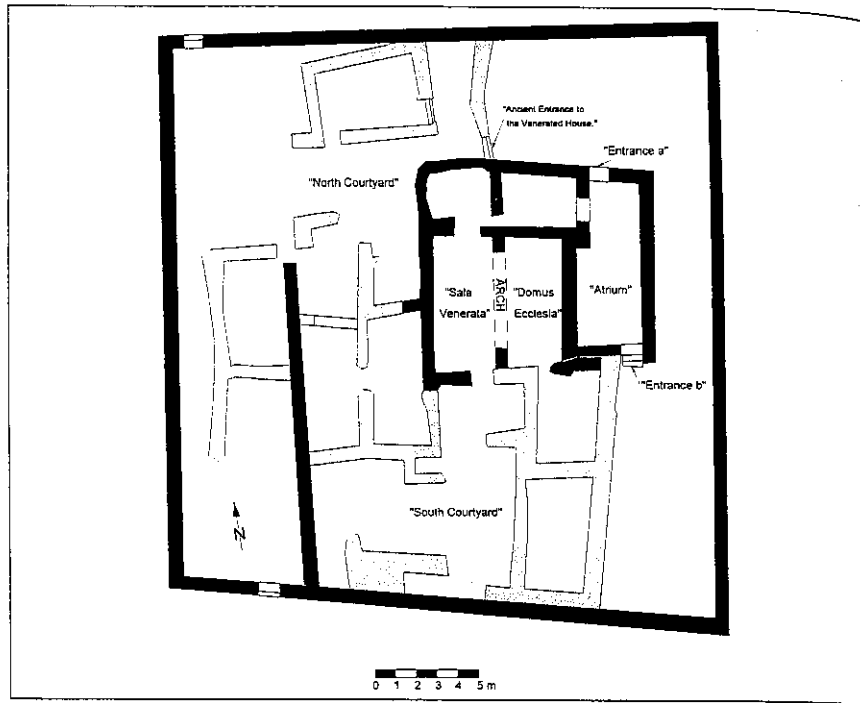 "Ancient Entrance to
the Venerated House."
"Entrance a"
"North Courtyard"
"Sala
Venerata"
ARCH
"Domus
Ecclesia"
"Atrium"
"Entrance b"
"South Courtyard"
N
0 1 2 3 4 5 m